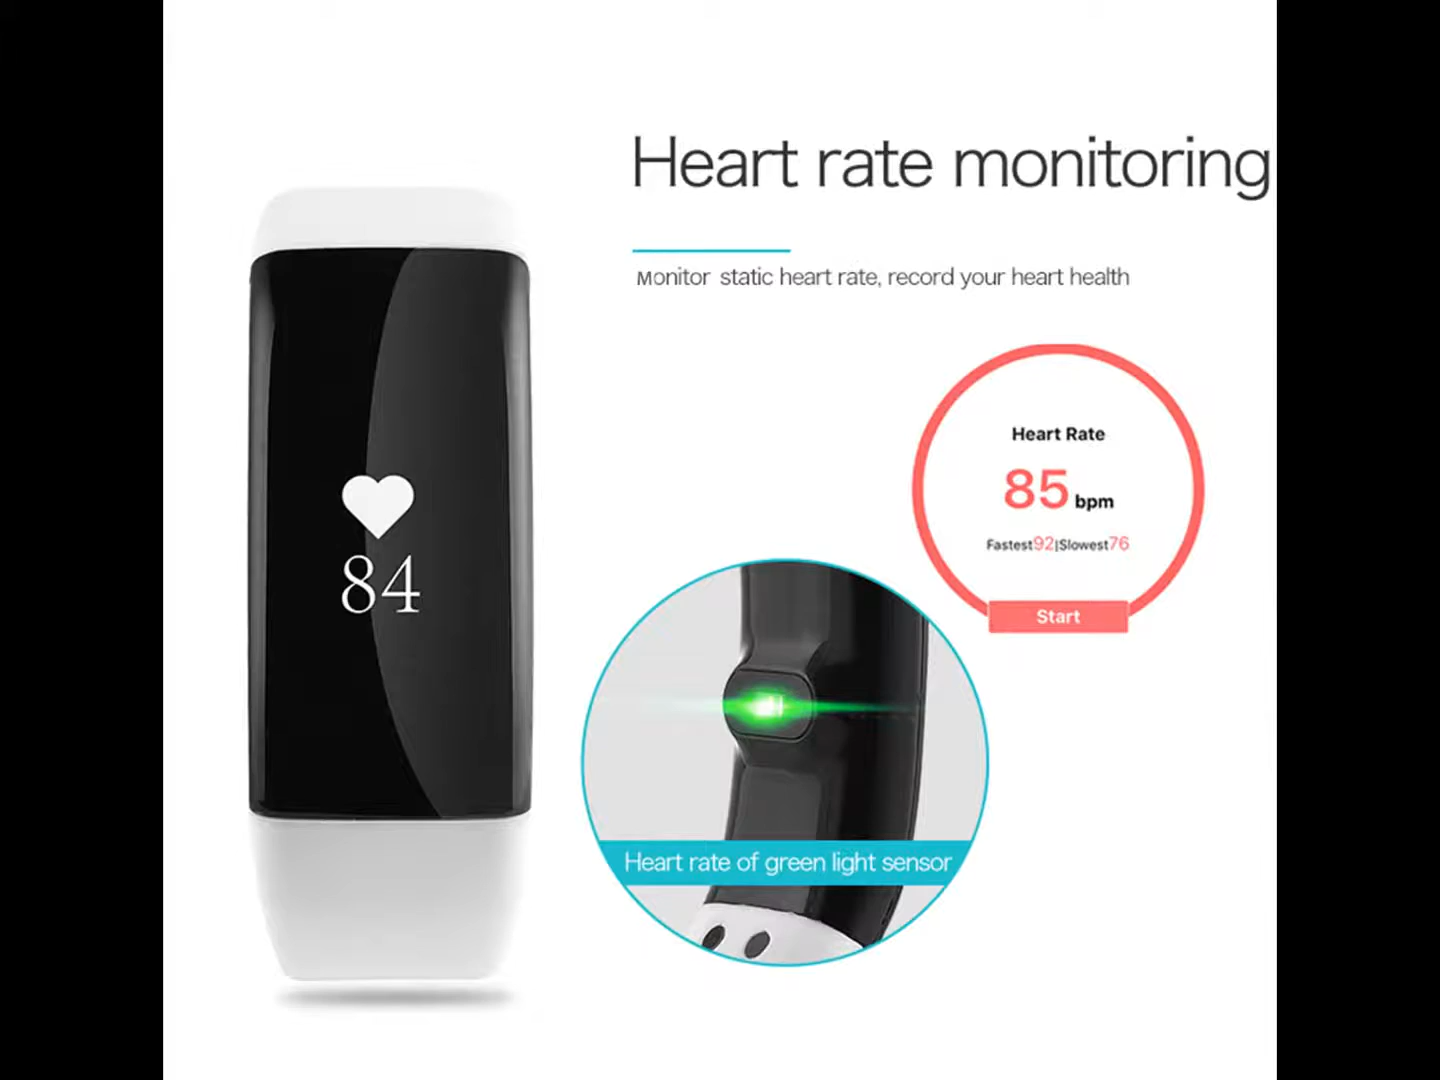 Heart rate monitoring
Monitor static heart rate, record your heart health
84
Heart Rate
85 bpm
Fastest92|Slowest76
Start
Heart rate of green light sensor